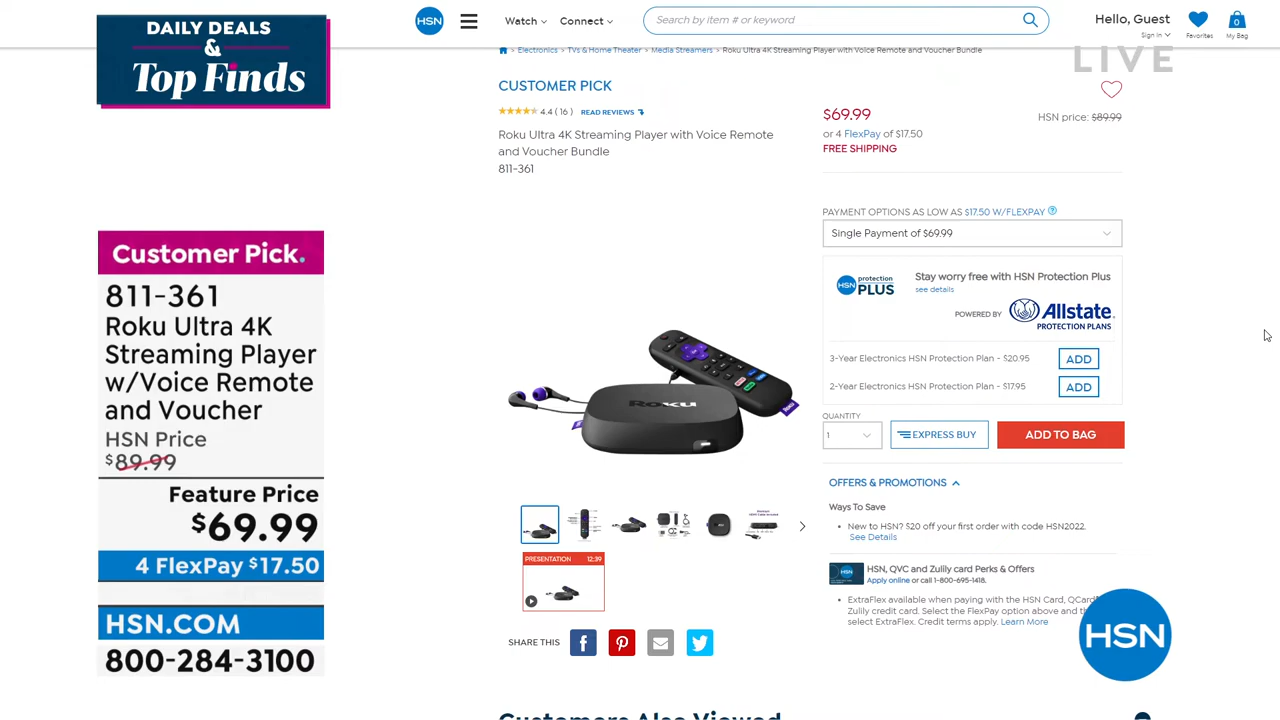 DAILY DEALS
&
Top Finds
Customer Pick.
811-361
Roku Ultra 4K
Streaming Player
w/Voice Remote
and Voucher
HSN Price
$89.99
Feature Price
$69.99
4 FlexPay $17.50
HSN.COM
800-284-3100
HSN
Watch
Connect
Search by item # or keyword
Hello, Guest
Sign in
Favorites
0
My Bag
LIVE
Electronics > TVs & Home Theater > Media Streamers > Roku Ultra 4K Streaming Player with Voice Remote and Voucher Bundle
CUSTOMER PICK
4.4 (16) READ REVIEWS
Roku Ultra 4K Streaming Player with Voice Remote
and Voucher Bundle
811-361
Roku
PRESENTATION 12:39
SHARE THIS
$69.99
HSN price: $89.99
or 4 FlexPay of $17.50
FREE SHIPPING
PAYMENT OPTIONS AS LOW AS $17.50 W/FLEXPAY ?
Single Payment of $69.99
HSN protection PLUS
Stay worry free with HSN Protection Plus
see details
POWERED BY Allstate
PROTECTION PLANS
3-Year Electronics HSN Protection Plan - $20.95 ADD
2-Year Electronics HSN Protection Plan - $17.95 ADD
QUANTITY
1
EXPRESS BUY
ADD TO BAG
OFFERS & PROMOTIONS
Ways To Save
New to HSN? $20 off your first order with code HSN2022.
See Details
HSN
HSN, QVC and Zulily card Perks & Offers
Apply online or call 1-800-695-1418.
ExtraFlex available when paying with the HSN Card, QCard
Zulily credit card. Select the FlexPay option above and
select ExtraFlex. Credit terms apply. Learn More
HSN
Customers Also Viewed